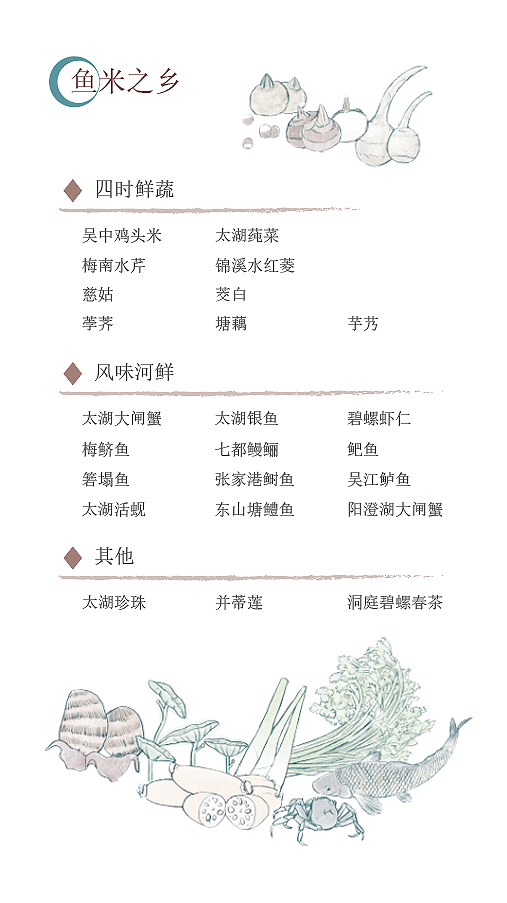 鱼米之乡
四时鲜蔬
吴中鸡头米 太湖莼菜
梅南水芹 锦溪水红菱
慈姑 茭白
荸荠 塘藕 芋艿
风味河鲜
太湖大闸蟹 太湖银鱼 碧螺虾仁
梅鲚鱼 七都鳗鲡 鲃鱼
箬塌鱼 张家港鲥鱼 吴江鲈鱼
太湖活蚬 东山塘鳢鱼 阳澄湖大闸蟹
其他
太湖珍珠 并蒂莲 洞庭碧螺春茶